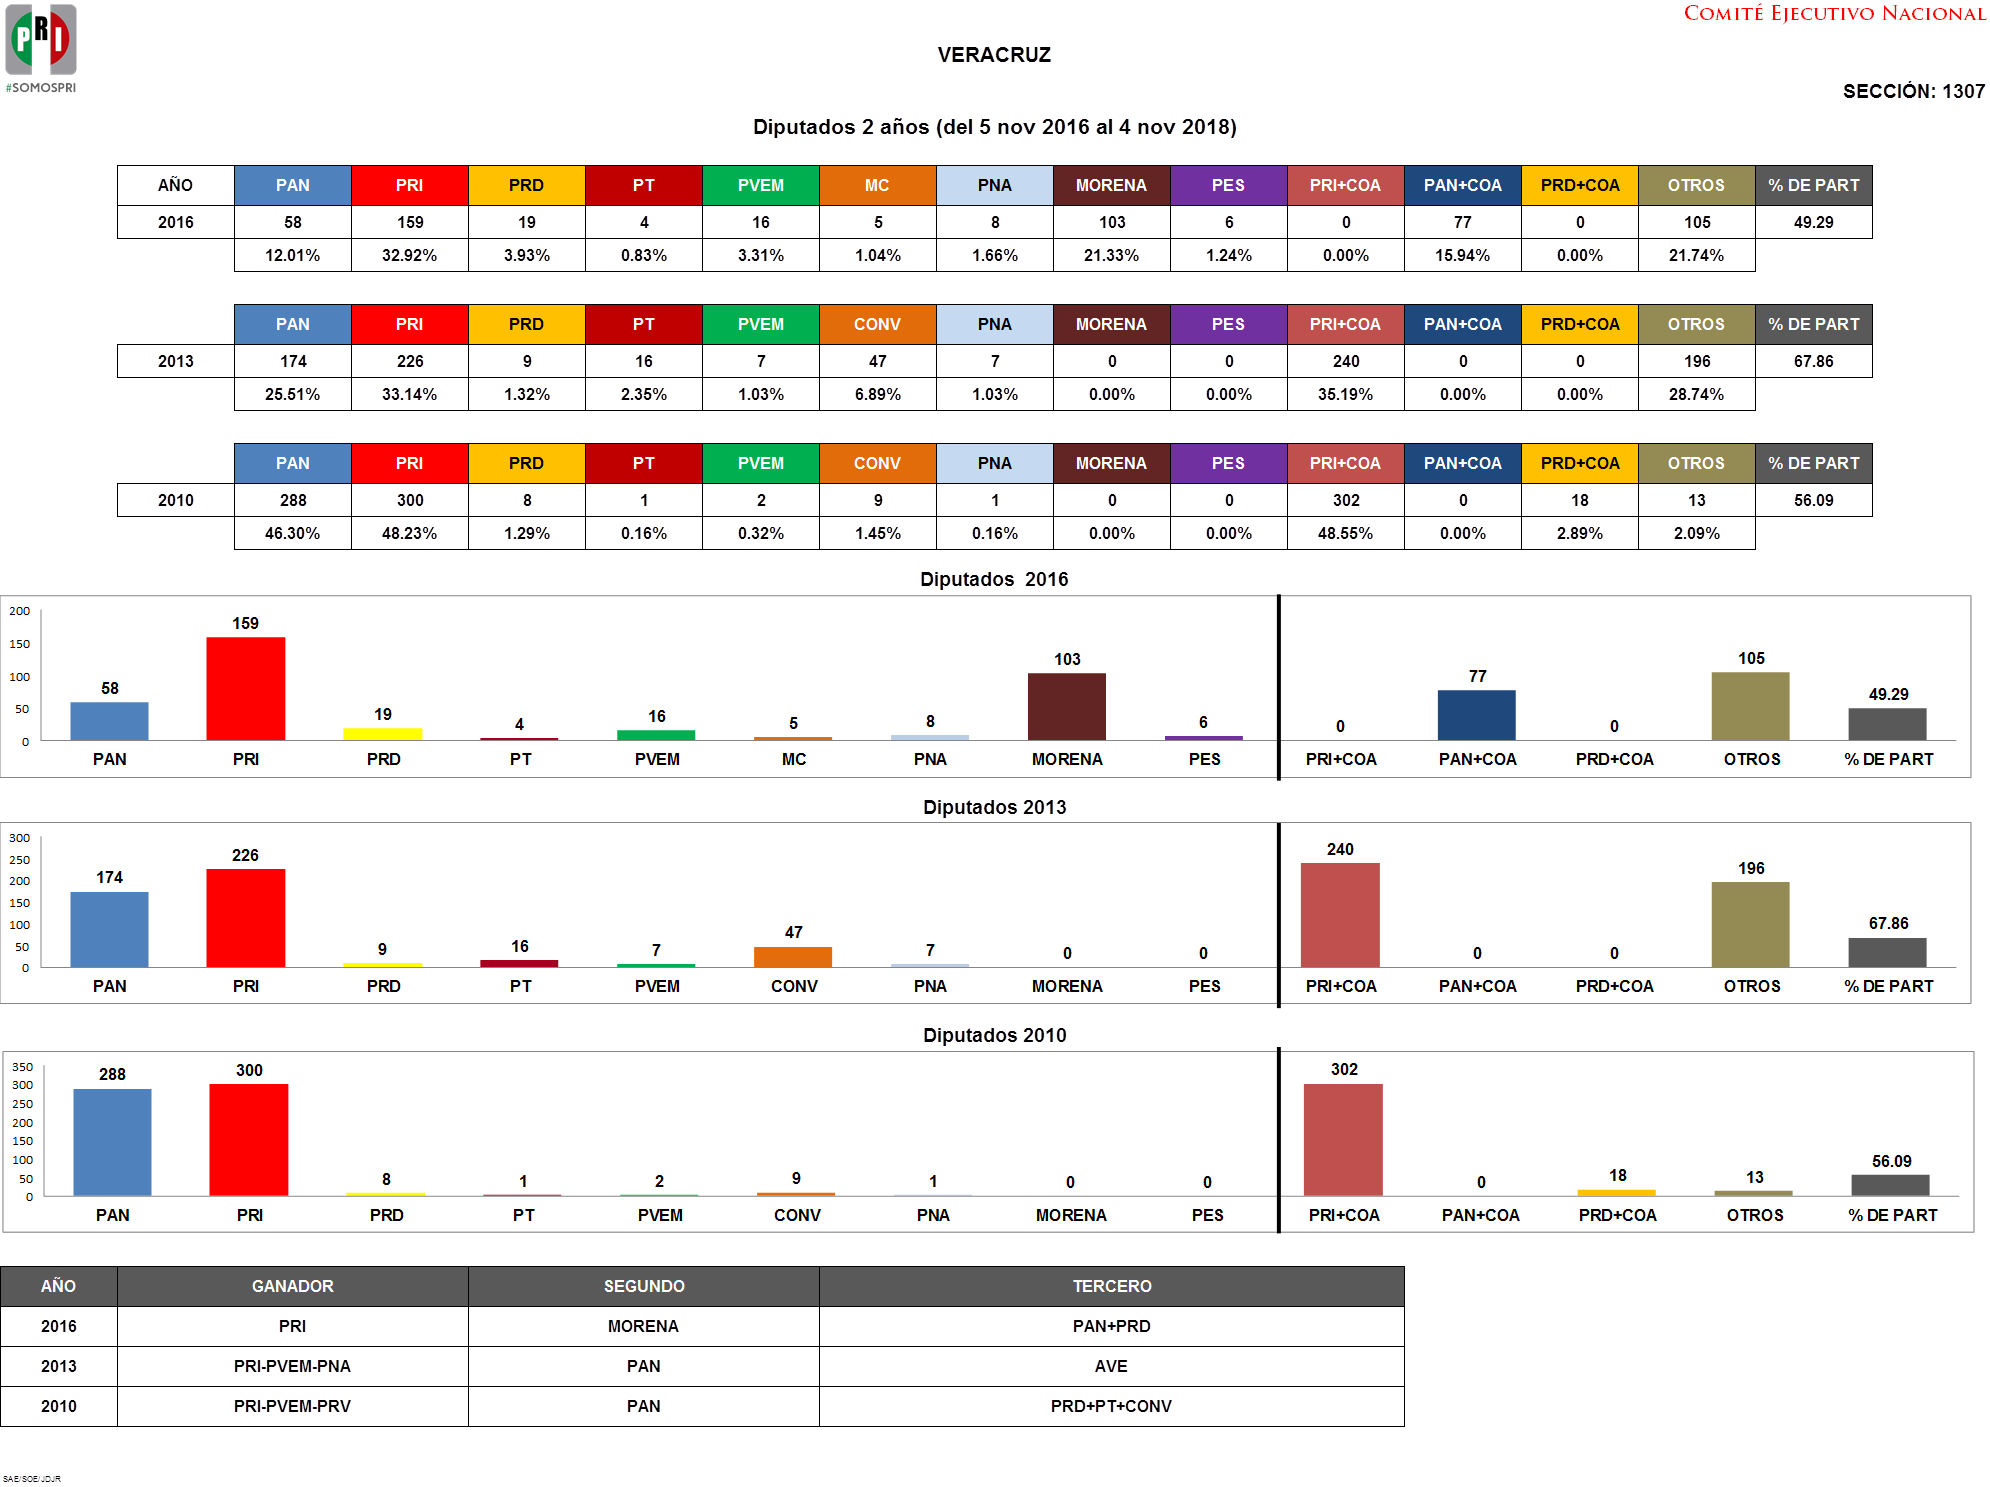 PRI
#SOMOSPRI
COMITÉ EJECUTIVO NACIONAL
VERACRUZ
SECCIÓN: 1307
Diputados 2 años (del 5 nov 2016 al 4 nov 2018)
AÑO PAN PRI PRD PT PVEM MC PNA MORENA PES PRI+COA PAN+COA PRD+COA OTROS % DE PART
2016 58 159 19 4 16 5 8 103 6 0 77 0 105 49.29
12.01% 32.92% 3.93% 0.83% 3.31% 1.04% 1.66% 21.33% 1.24% 0.00% 15.94% 0.00% 21.74%
PAN PRI PRD PT PVEM CONV PNA MORENA PES PRI+COA PAN+COA PRD+COA OTROS % DE PART
2013 174 226 9 16 7 47 7 0 0 240 0 0 196 67.86
25.51% 33.14% 1.32% 2.35% 1.03% 6.89% 1.03% 0.00% 0.00% 35.19% 0.00% 0.00% 28.74%
PAN PRI PRD PT PVEM CONV PNA MORENA PES PRI+COA PAN+COA PRD+COA OTROS % DE PART
2010 288 300 8 1 2 9 1 0 0 302 0 18 13 56.09
46.30% 48.23% 1.29% 0.16% 0.32% 1.45% 0.16% 0.00% 0.00% 48.55% 0.00% 2.89% 2.09%
Diputados 2016
200
150
100
50
0
58 159 19 4 16 5 8 103 6 0 77 0 105 49.29
PAN PRI PRD PT PVEM MC PNA MORENA PES PRI+COA PAN+COA PRD+COA OTROS % DE PART
Diputados 2013
300
250
200
150
100
50
0
174 226 9 16 7 47 7 0 0 240 0 0 196 67.86
PAN PRI PRD PT PVEM CONV PNA MORENA PES PRI+COA PAN+COA PRD+COA OTROS % DE PART
Diputados 2010
350
300
250
200
150
100
50
0
288 300 8 1 2 9 1 0 0 302 0 18 13 56.09
PAN PRI PRD PT PVEM CONV PNA MORENA PES PRI+COA PAN+COA PRD+COA OTROS % DE PART
AÑO GANADOR SEGUNDO TERCERO
2016 PRI MORENA PAN+PRD
2013 PRI-PVEM-PNA PAN AVE
2010 PRI-PVEM-PRV PAN PRD+PT+CONV
SAE/SOE/JDJR